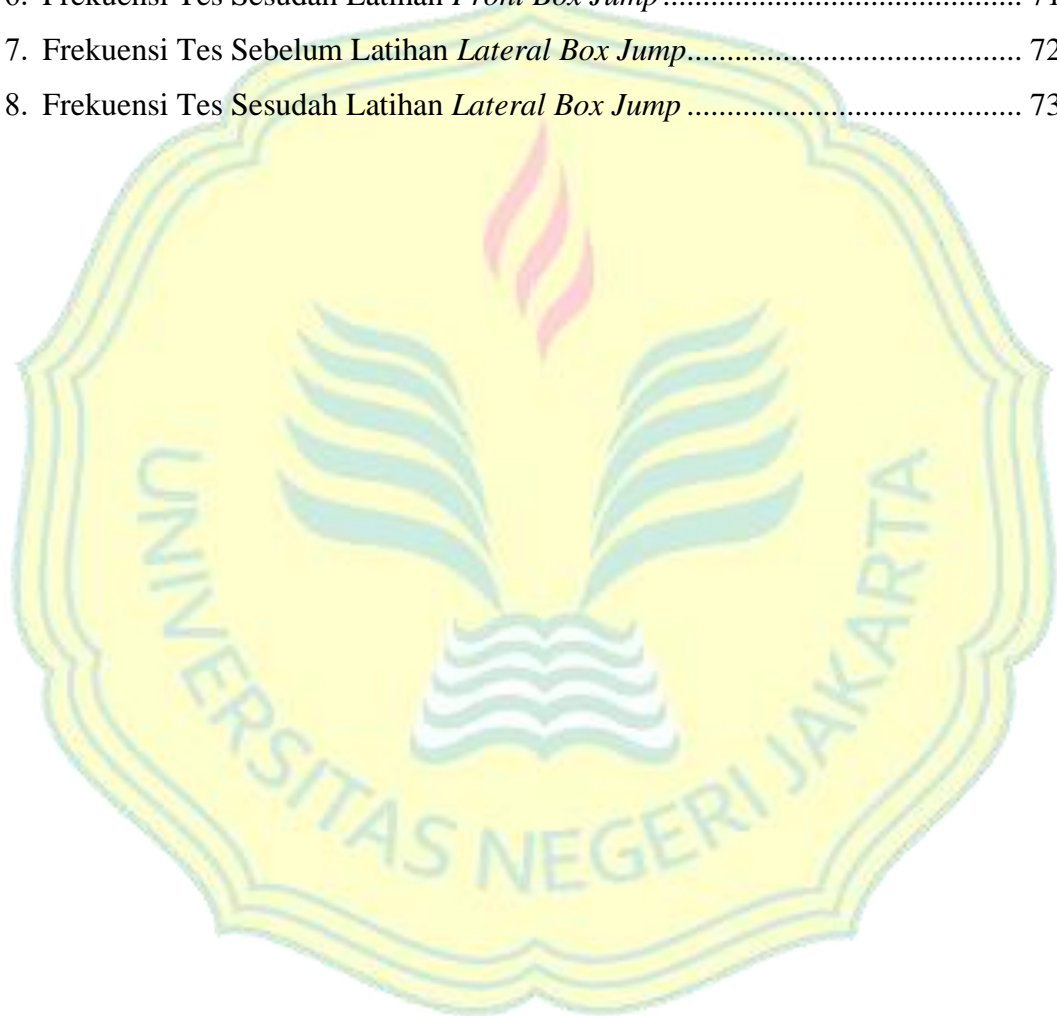 6. Frekuensi Tes Sesudah Latihan Front Box Jump ........................................... 71
7. Frekuensi Tes Sebelum Latihan Lateral Box Jump........................................ 72
8. Frekuensi Tes Sesudah Latihan Lateral Box Jump ........................................ 73
UNIVERSITAS NEGERI JAKARTA